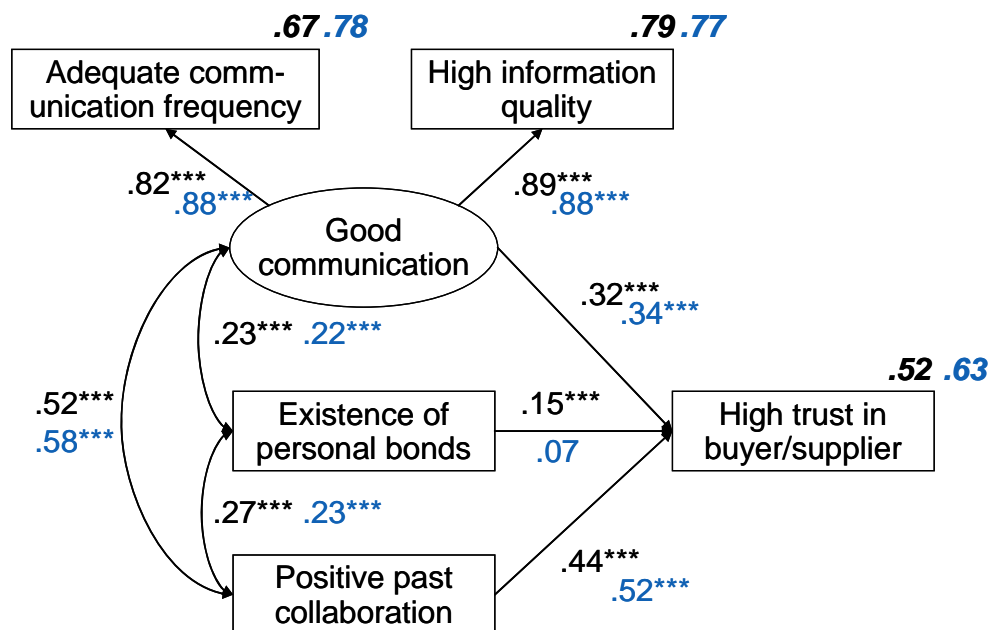 .67 .78
.79 .77
Adequate comm-
unication frequency
High information
quality
.82***
.88***
.89***
.88***
Good
communication
.32***
.34***
.23*** .22***
.52 .63
.52***
.58***
Existence of
personal bonds
.15***
.07
High trust in
buyer/supplier
.27*** .23***
.44***
.52***
Positive past
collaboration